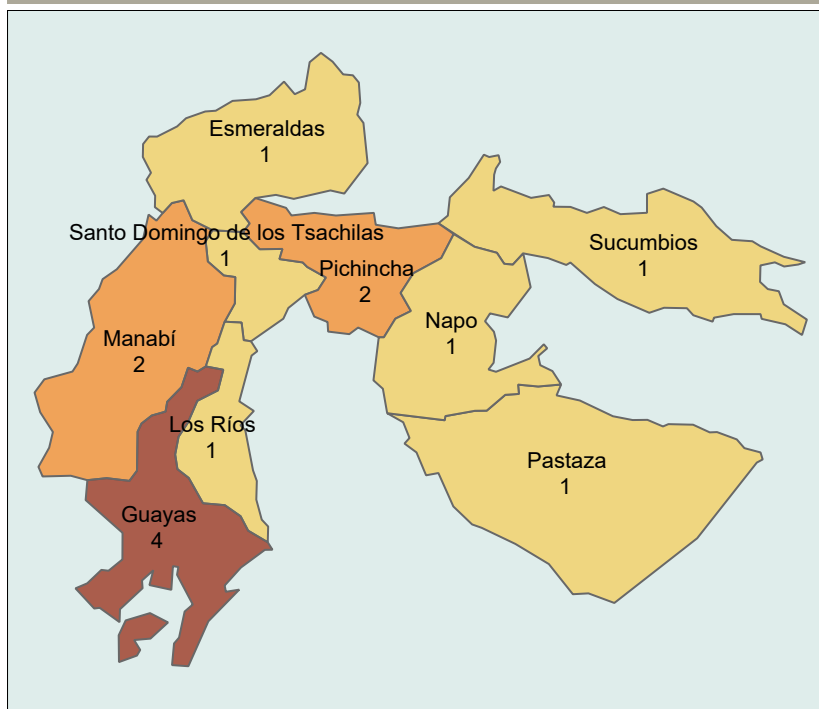 Esmeraldas
1
Santo Domingo de los Tsachilas
1
Sucumbios
1
Pichincha
2
Napo
1
Manabí
2
Los Ríos
1
Pastaza
1
Guayas
4